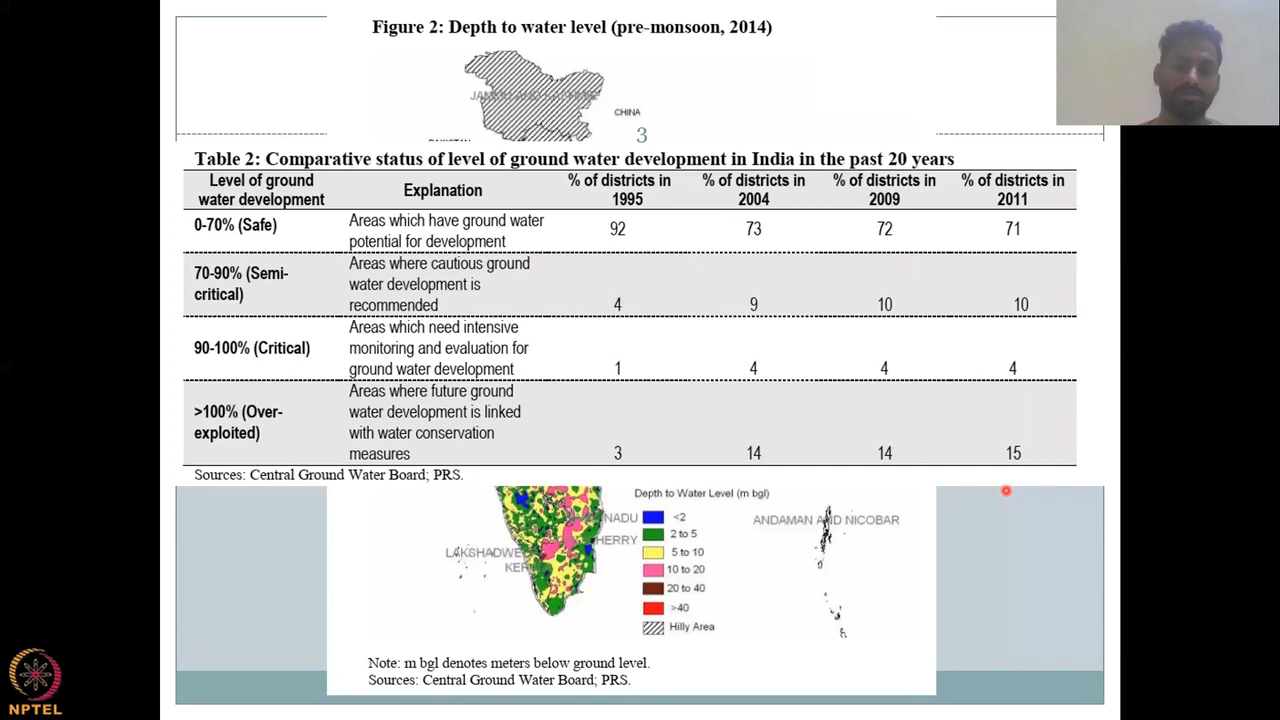 Figure 2: Depth to water level (pre-monsoon, 2014)
JAMMU AND KASHMIR
CHINA
PAKISTAN
3
Table 2: Comparative status of level of ground water development in India in the past 20 years
Level of ground water development
Explanation
% of districts in 1995
% of districts in 2004
% of districts in 2009
% of districts in 2011
0-70% (Safe)
Areas which have ground water
potential for development
92
73
72
71
70-90% (Semi-
critical)
Areas where cautious ground
water development is
recommended
4
9
10
10
90-100% (Critical)
Areas which need intensive
monitoring and evaluation for
ground water development
1
4
4
4
>100% (Over-
exploited)
Areas where future ground
water development is linked
with water conservation
measures
3
14
14
15
Sources: Central Ground Water Board; PRS.
Depth to Water Level (m bgl)
<2
2 to 5
5 to 10
10 to 20
20 to 40
>40
Hilly Area
NADU
HERRY
LAKSHADWEE
KER
ANDAMAN AND NICOBAR
Note: m bgl denotes meters below ground level.
Sources: Central Ground Water Board; PRS.
NPTEL